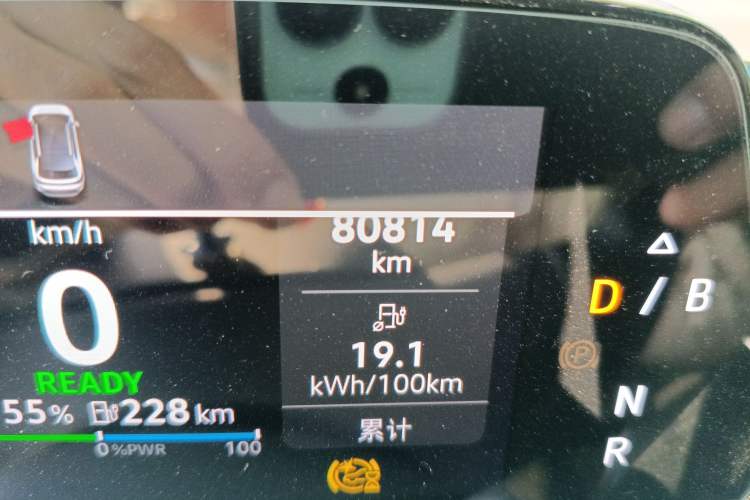 km/h
0
READY
55% 228 km
0 %PWR 100
80814
km
19.1
kWh/100km
累计
D / B
P
N
R